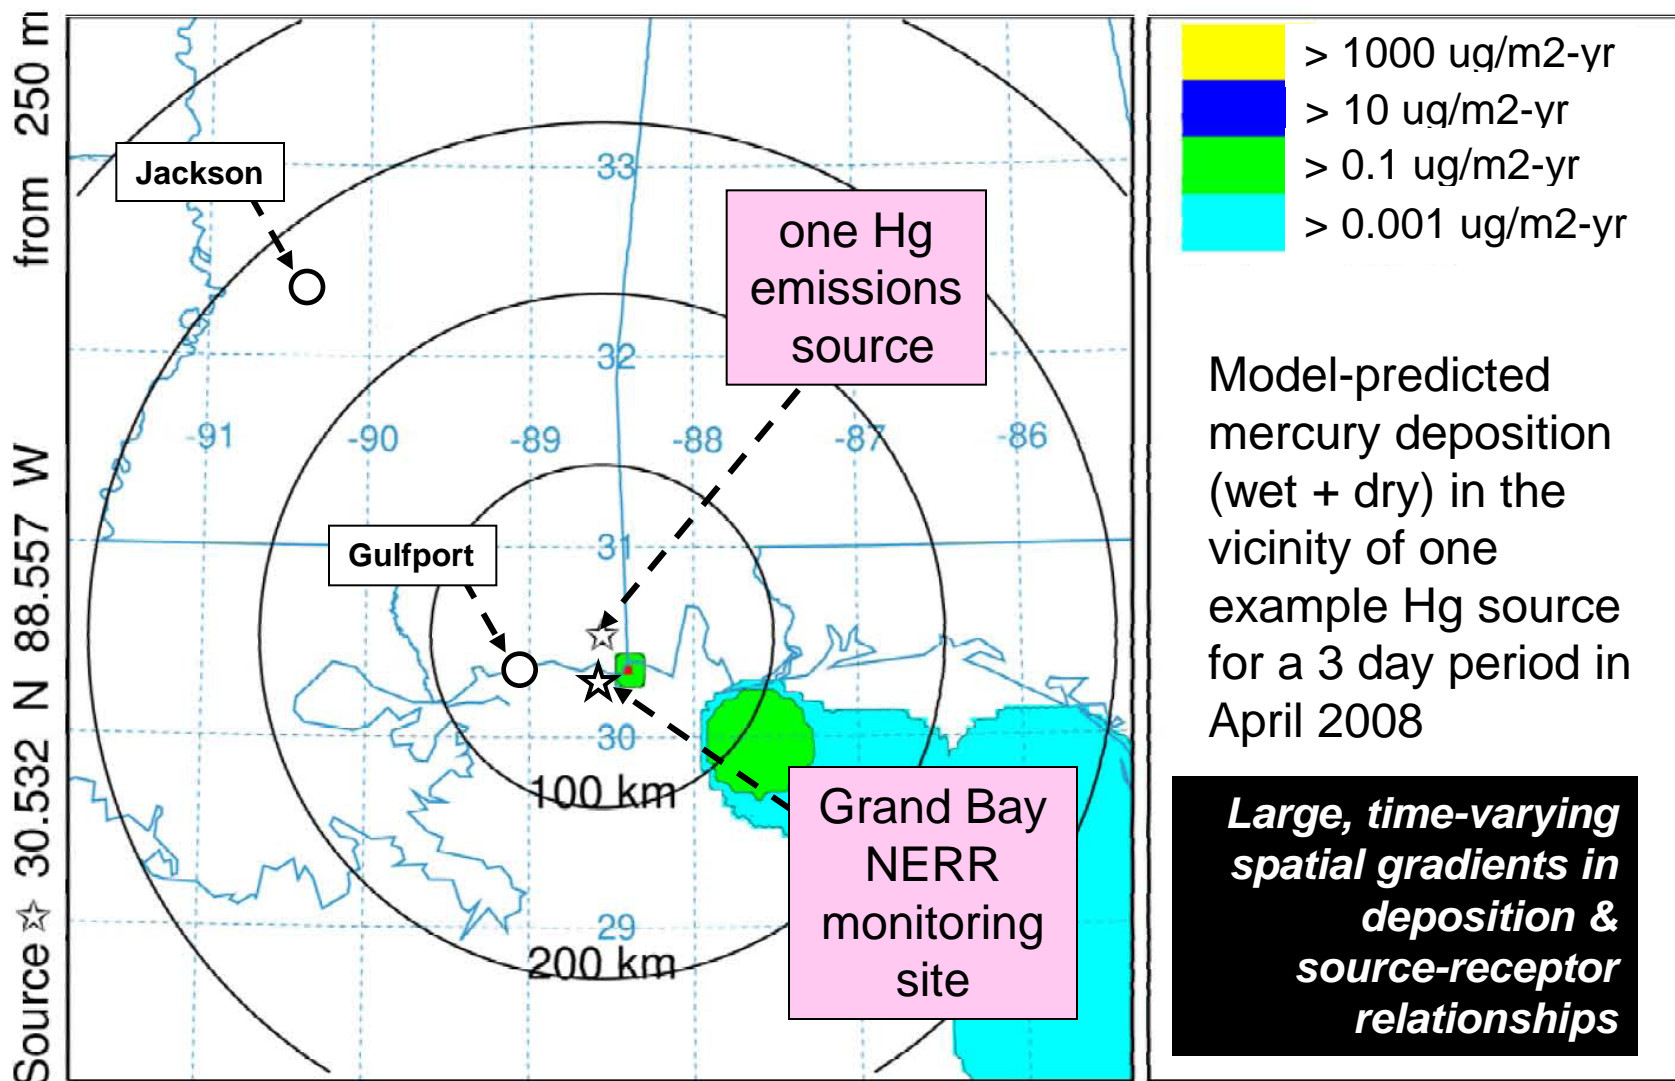 Source ☆ 30.532 N 88.557 W from 250 m
Jackson
33
one Hg
emissions
source
32
-91
-90
-89
-88
-87
-86
Gulfport
31
30
100 km
Grand Bay
NERR
monitoring
site
29
200 km
> 1000 ug/m2-yr
> 10 ug/m2-yr
> 0.1 ug/m2-yr
> 0.001 ug/m2-yr
Model-predicted
mercury deposition
(wet + dry) in the
vicinity of one
example Hg source
for a 3 day period in
April 2008
Large, time-varying
spatial gradients in
deposition &
source-receptor
relationships